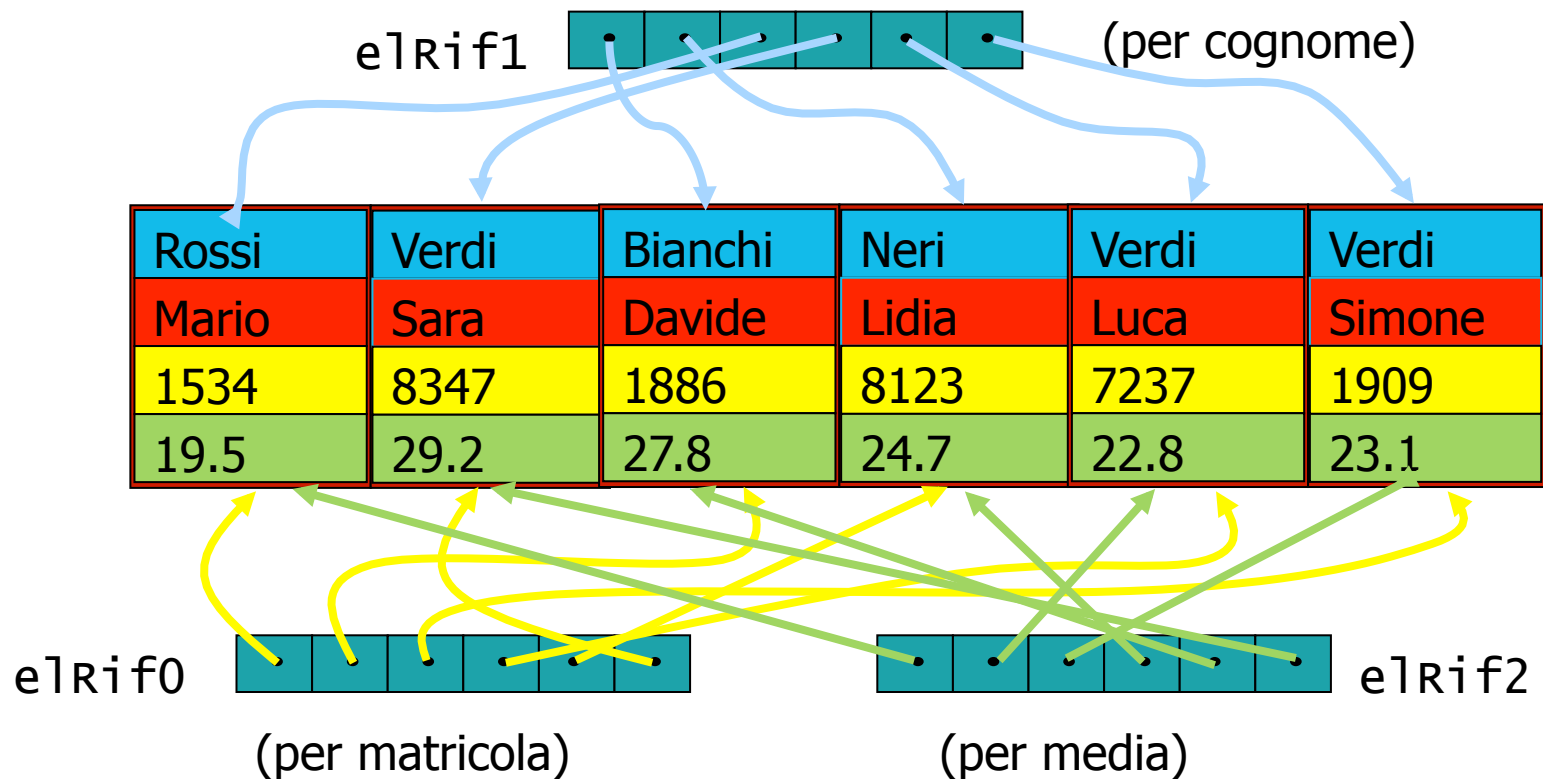 elRif1 (per cognome)
Rossi Verdi Bianchi Neri Verdi Verdi
Mario Sara Davide Lidia Luca Simone
1534 8347 1886 8123 7237 1909
19.5 29.2 27.8 24.7 22.8 23.1
elRif0 elRif2
(per matricola) (per media)